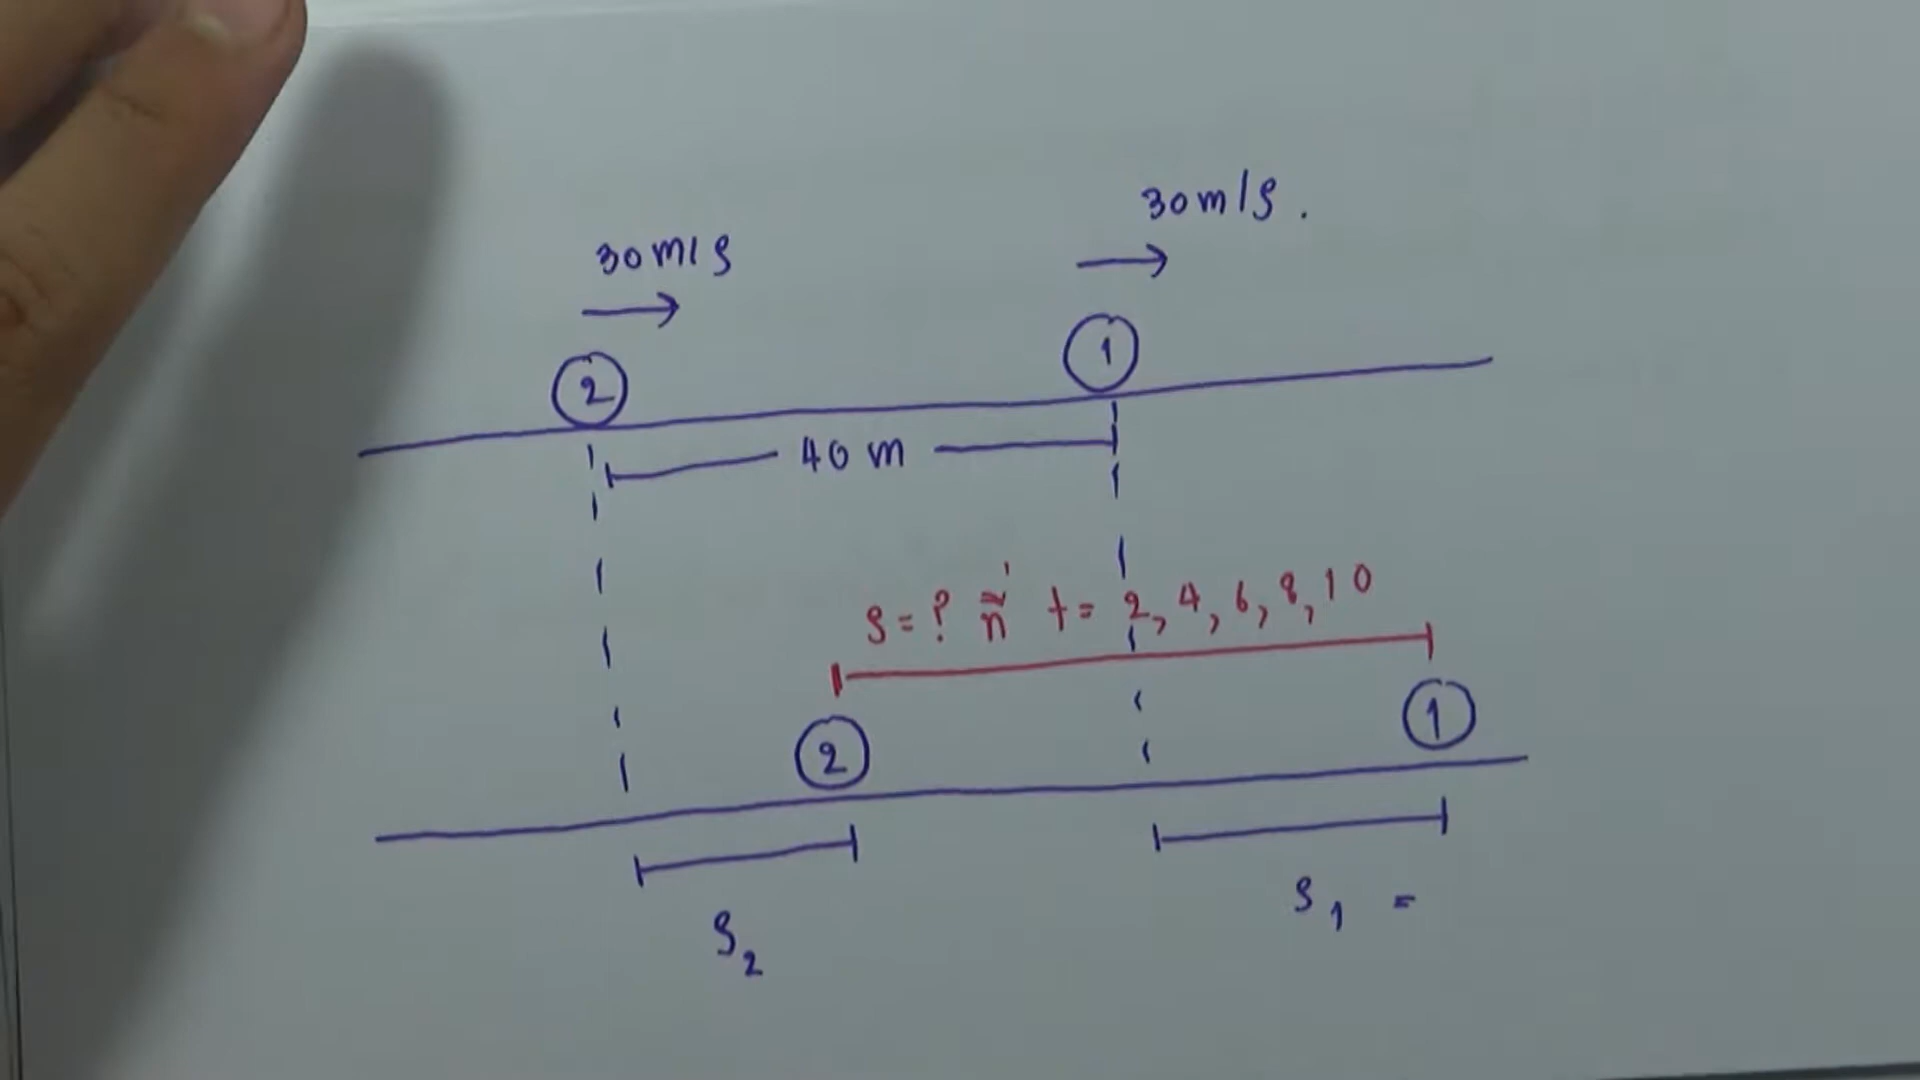 30 m/s.
30 m/s
② ①
40 m
s = ? ที่ t = 2, 4, 6, 8, 10
② ①
s₁ =
s₂